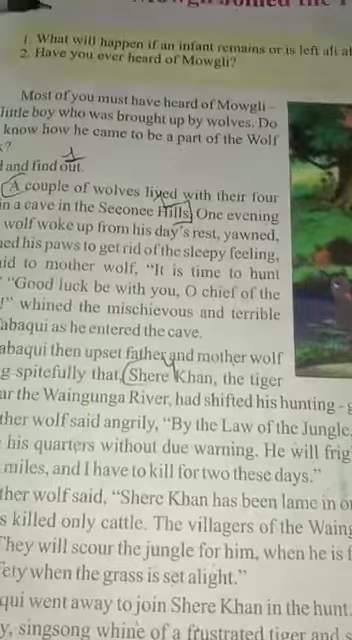 1. What will happen if an infant remains or is left all al
2. Have you ever heard of Mowgli?
Most of you must have heard of Mowgli –
little boy who was brought up by wolves. Do
know how he came to be a part of the Wolf
?
and find out.
A couple of wolves lived with their four
in a cave in the Seeonee Hills. One evening
wolf woke up from his day's rest, yawned,
his paws to get rid of the sleepy feeling,
to mother wolf, "It is time to hunt
"Good luck be with you, O chief of the
!" whined the mischievous and terrible
abaqui as he entered the cave.
abaqui then upset father and mother wolf
g spitefully that Shere Khan, the tiger
ar the Waingunga River, had shifted his hunting - g
ther wolf said angrily, "By the Law of the Jungle
his quarters without due warning. He will frig
miles, and I have to kill for two these days."
ther wolf said, "Shere Khan has been lame in o
s killed only cattle. The villagers of the Waing
They will scour the jungle for him, when he is f
fety when the grass is set alight."
qui went away to join Shere Khan in the hunt.
y, singsong whine of a frustrated tiger and